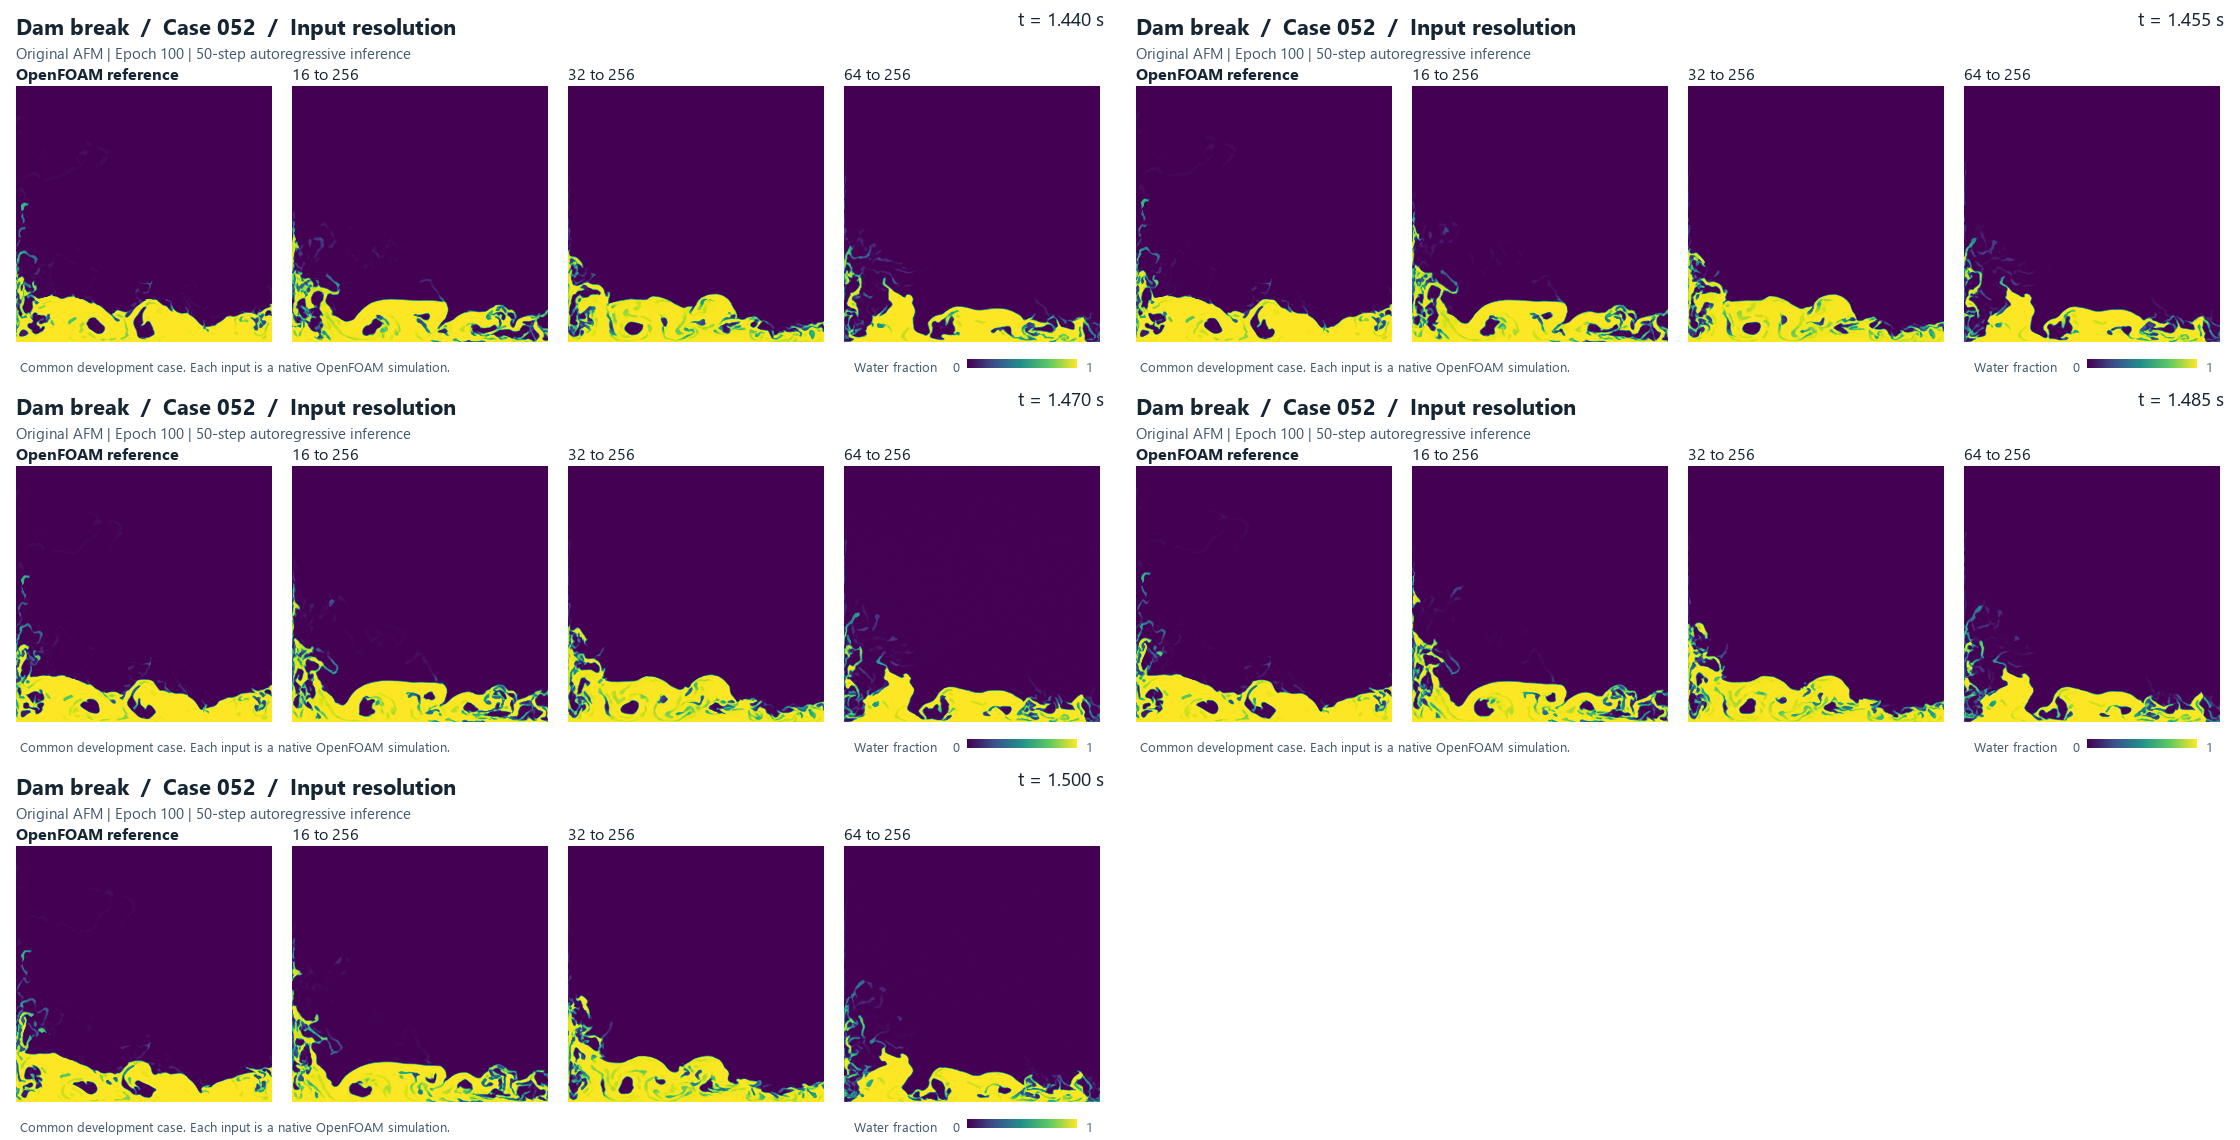 Dam break / Case 052 / Input resolution
t = 1.440 s
Original AFM | Epoch 100 | 50-step autoregressive inference
OpenFOAM reference
16 to 256
32 to 256
64 to 256
Common development case. Each input is a native OpenFOAM simulation.
Water fraction 0 1
Dam break / Case 052 / Input resolution
t = 1.455 s
Original AFM | Epoch 100 | 50-step autoregressive inference
OpenFOAM reference
16 to 256
32 to 256
64 to 256
Common development case. Each input is a native OpenFOAM simulation.
Water fraction 0 1
Dam break / Case 052 / Input resolution
t = 1.470 s
Original AFM | Epoch 100 | 50-step autoregressive inference
OpenFOAM reference
16 to 256
32 to 256
64 to 256
Common development case. Each input is a native OpenFOAM simulation.
Water fraction 0 1
Dam break / Case 052 / Input resolution
t = 1.485 s
Original AFM | Epoch 100 | 50-step autoregressive inference
OpenFOAM reference
16 to 256
32 to 256
64 to 256
Common development case. Each input is a native OpenFOAM simulation.
Water fraction 0 1
Dam break / Case 052 / Input resolution
t = 1.500 s
Original AFM | Epoch 100 | 50-step autoregressive inference
OpenFOAM reference
16 to 256
32 to 256
64 to 256
Common development case. Each input is a native OpenFOAM simulation.
Water fraction 0 1